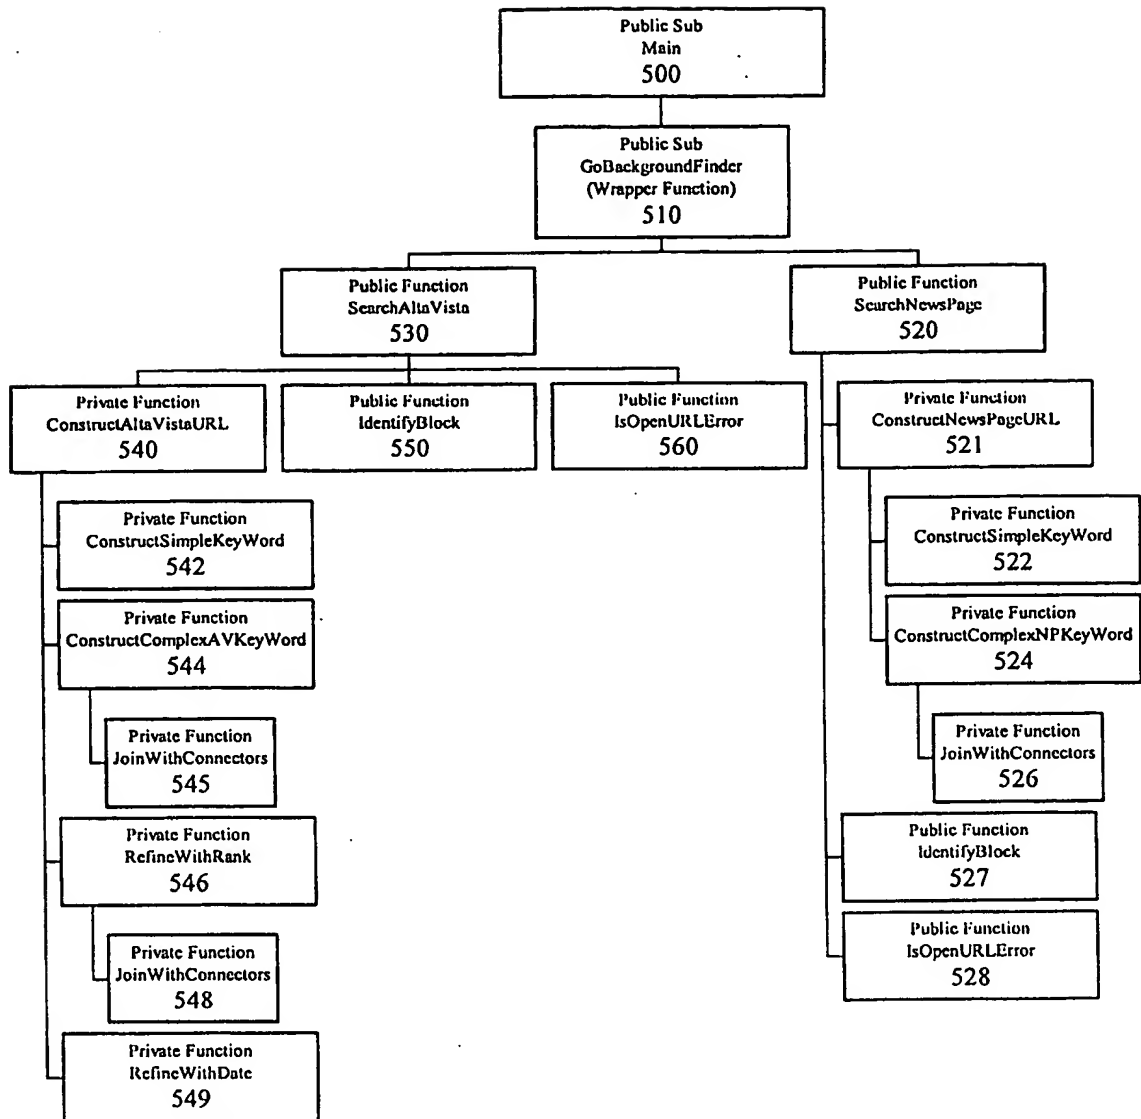 Public Sub
Main
500
Public Sub
GoBackgroundFinder
(Wrapper Function)
510
Public Function
SearchAltaVista
530
Public Function
SearchNewsPage
520
Private Function
ConstructAltaVistaURL
540
Public Function
IdentifyBlock
550
Public Function
IsOpenURLError
560
Private Function
ConstructNewsPageURL
521
Private Function
ConstructSimpleKeyWord
542
Private Function
ConstructComplexAVKeyWord
544
Private Function
JoinWithConnectors
545
Private Function
RefineWithRank
546
Private Function
JoinWithConnectors
548
Private Function
RefineWithDate
549
Private Function
ConstructSimpleKeyWord
522
Private Function
ConstructComplexNPKeyWord
524
Private Function
JoinWithConnectors
526
Public Function
IdentifyBlock
527
Public Function
IsOpenURLError
528